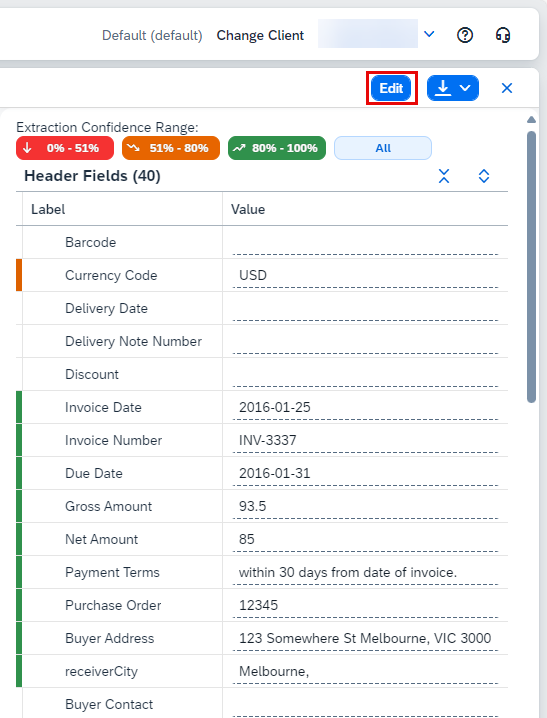 Default (default) Change Client
Edit
Extraction Confidence Range:
0% - 51% 51% - 80% 80% - 100% All
Header Fields (40)
Label Value
Barcode
Currency Code USD
Delivery Date
Delivery Note Number
Discount
Invoice Date 2016-01-25
Invoice Number INV-3337
Due Date 2016-01-31
Gross Amount 93.5
Net Amount 85
Payment Terms within 30 days from date of invoice.
Purchase Order 12345
Buyer Address 123 Somewhere St Melbourne, VIC 3000
receiverCity Melbourne,
Buyer Contact